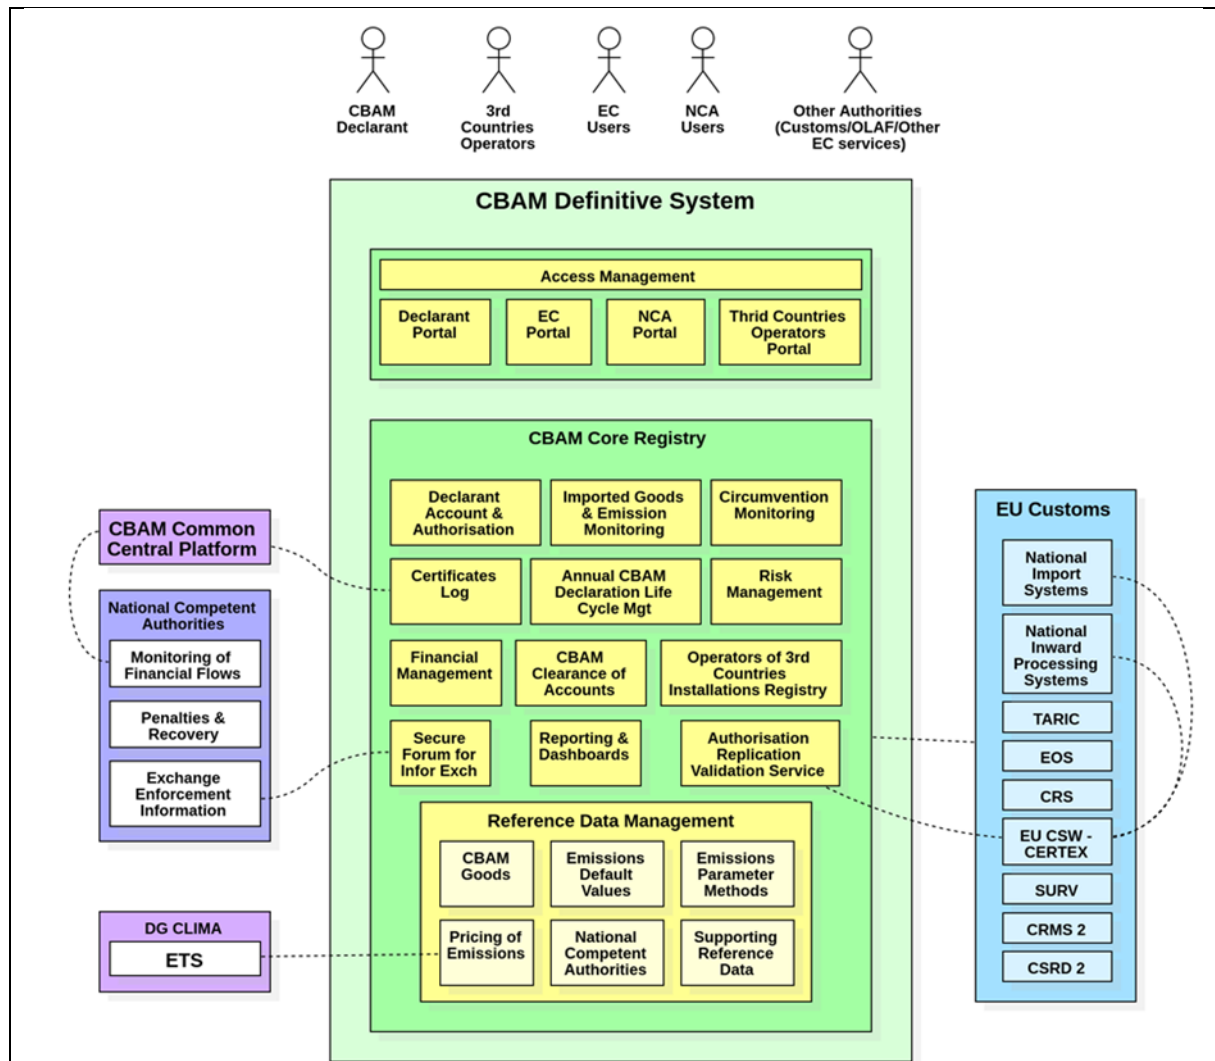 CBAM
Declarant
3rd
Countries
Operators
EC
Users
NCA
Users
Other Authorities
(Customs/OLAF/Other
EC services)
CBAM Definitive System
Access Management
Declarant
Portal
EC
Portal
NCA
Portal
Thrid Countries
Operators
Portal
CBAM Core Registry
Declarant
Account &
Authorisation
Imported Goods
& Emission
Monitoring
Circumvention
Monitoring
Certificates
Log
Annual CBAM
Declaration Life
Cycle Mgt
Risk
Management
Financial
Management
CBAM
Clearance of
Accounts
Operators of 3rd
Countries
Installations Registry
Secure
Forum for
Infor Exch
Reporting &
Dashboards
Authorisation
Replication
Validation Service
Reference Data Management
CBAM
Goods
Emissions
Default
Values
Emissions
Parameter
Methods
Pricing of
Emissions
National
Competent
Authorities
Supporting
Reference
Data
CBAM Common
Central Platform
National Competent
Authorities
Monitoring of
Financial Flows
Penalties &
Recovery
Exchange
Enforcement
Information
DG CLIMA
ETS
EU Customs
National
Import
Systems
National
Inward
Processing
Systems
TARIC
EOS
CRS
EU CSW -
CERTEX
SURV
CRMS 2
CSRD 2